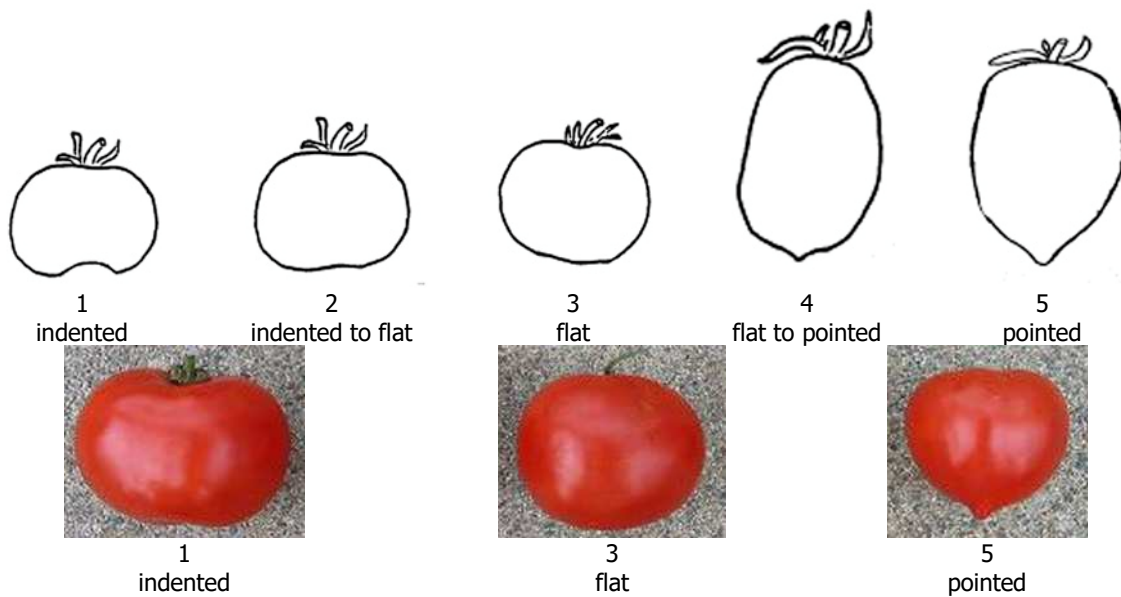 1 2 3 4 5
indented indented to flat flat flat to pointed pointed
1 3 5
indented flat pointed